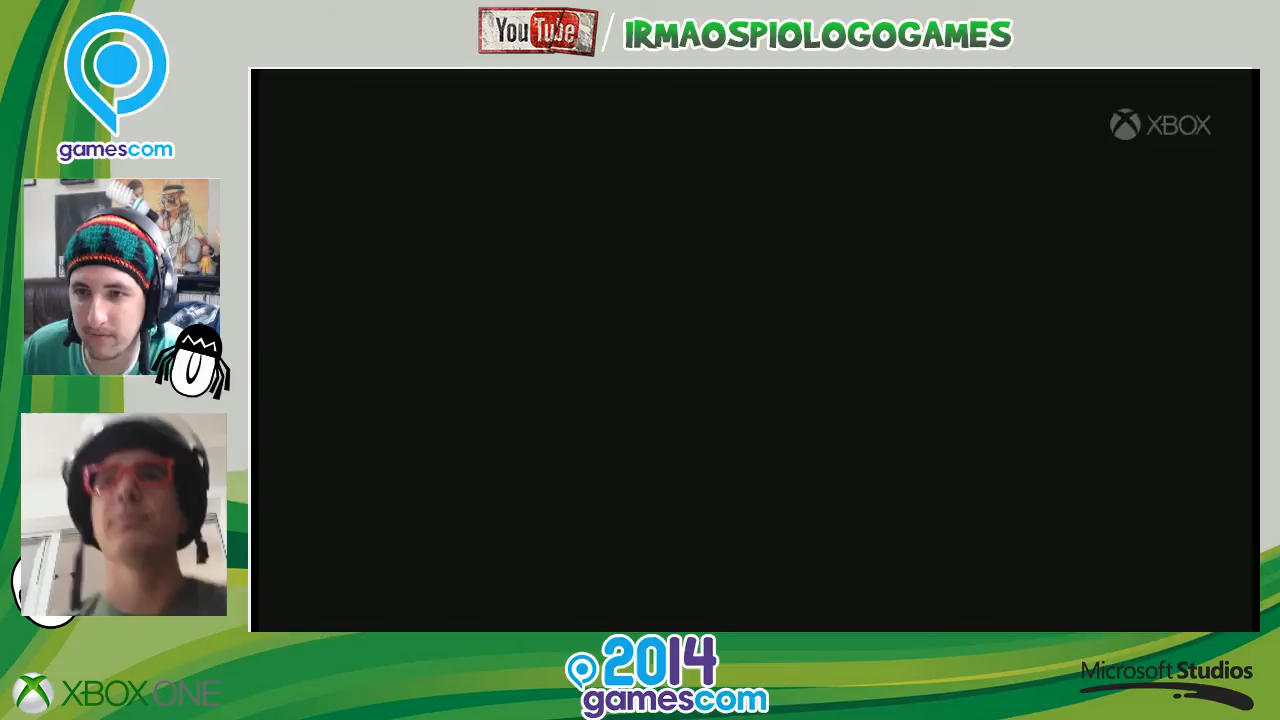 YouTube / IRMAOSPIOLOGOGAMES
gamescom
XBOX
2014
gamescom
XBOX ONE
Microsoft Studios